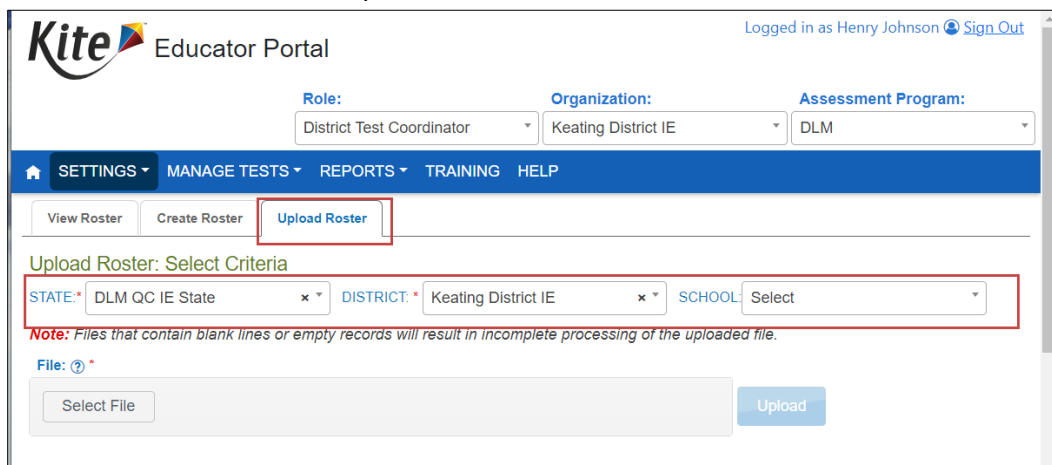 Kite Educator Portal
Logged in as Henry Johnson Sign Out
Role: Organization: Assessment Program:
District Test Coordinator Keating District IE DLM
SETTINGS MANAGE TESTS REPORTS TRAINING HELP
View Roster Create Roster Upload Roster
Upload Roster: Select Criteria
STATE:* DLM QC IE State × DISTRICT: * Keating District IE × SCHOOL: Select
Note: Files that contain blank lines or empty records will result in incomplete processing of the uploaded file.
File: ? *
Select File Upload